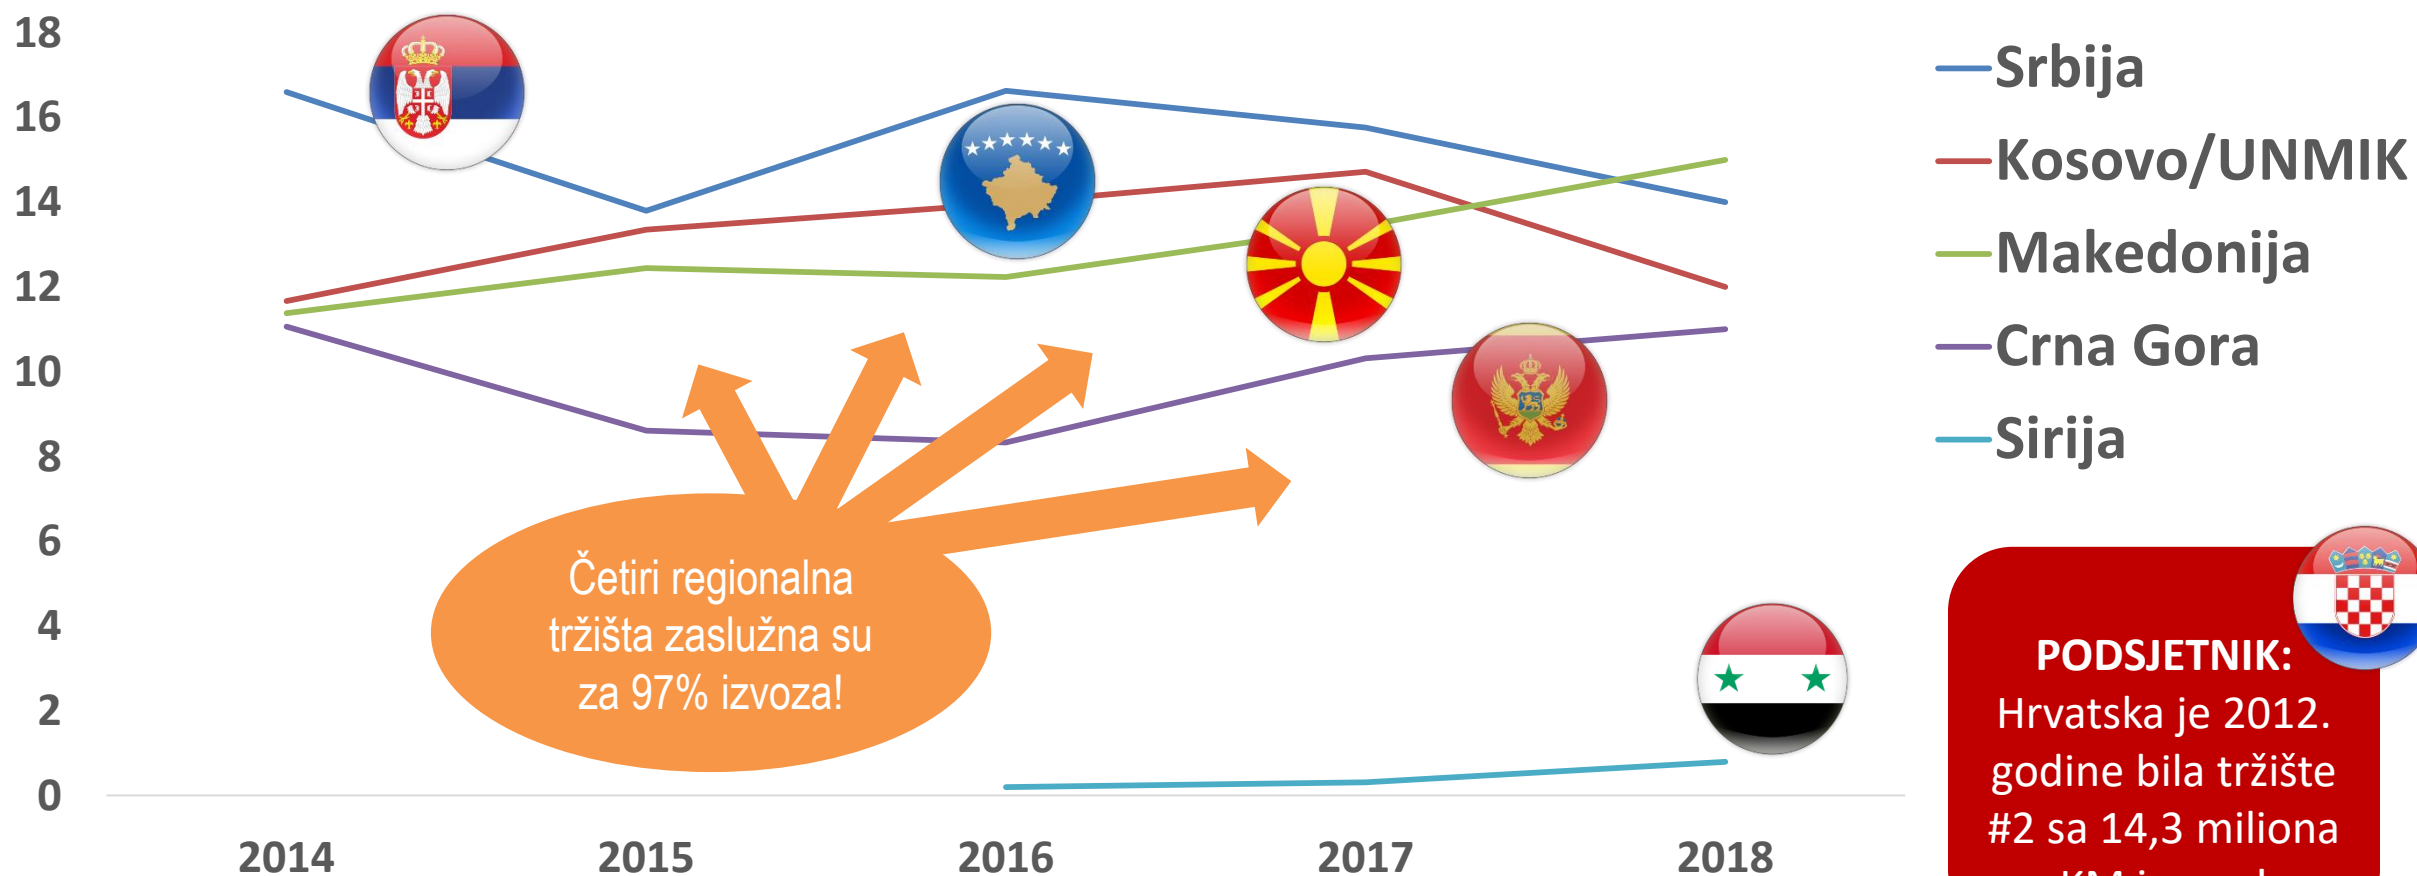 18
16
14
12
10
8
6
4
2
0
2014
2015
2016
2017
2018
Srbija
Kosovo/UNMIK
Makedonija
Crna Gora
Sirija
Četiri regionalna
tržišta zaslužna su
za 97% izvoza!
PODSJETNIK:
Hrvatska je 2012.
godine bila tržište
#2 sa 14,3 miliona
KM